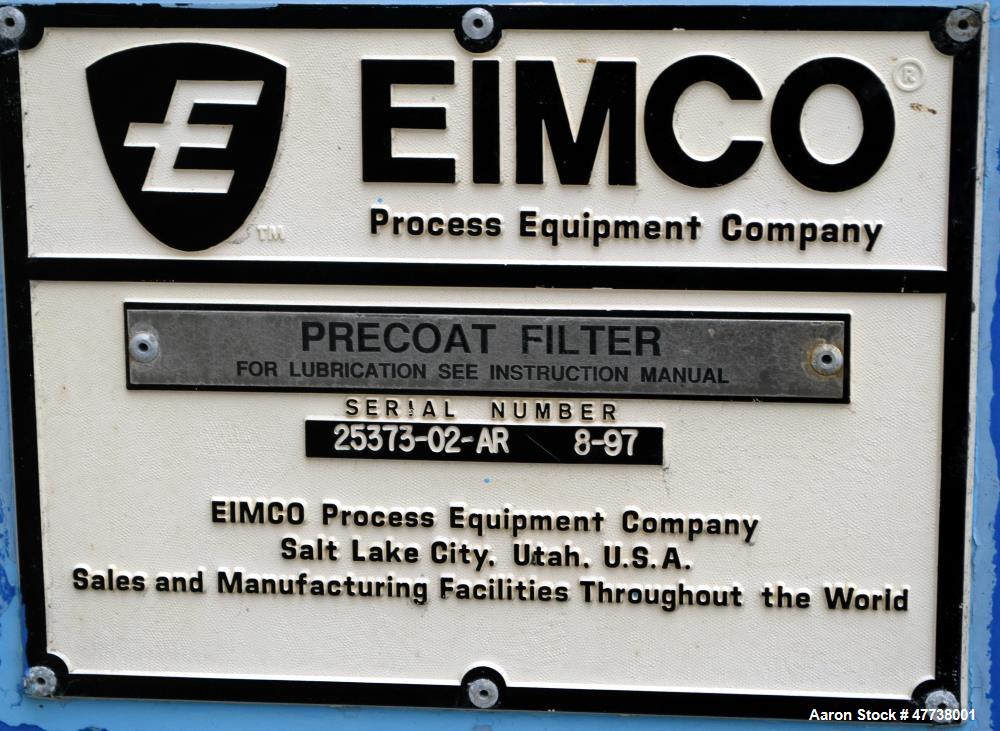 E
TM
EIMCO®
Process Equipment Company
PRECOAT FILTER
FOR LUBRICATION SEE INSTRUCTION MANUAL
SERIAL NUMBER
25373-02-AR 8-97
EIMCO Process Equipment Company
Salt Lake City, Utah, U.S.A.
Sales and Manufacturing Facilities Throughout the World
Aaron Stock # 47738001